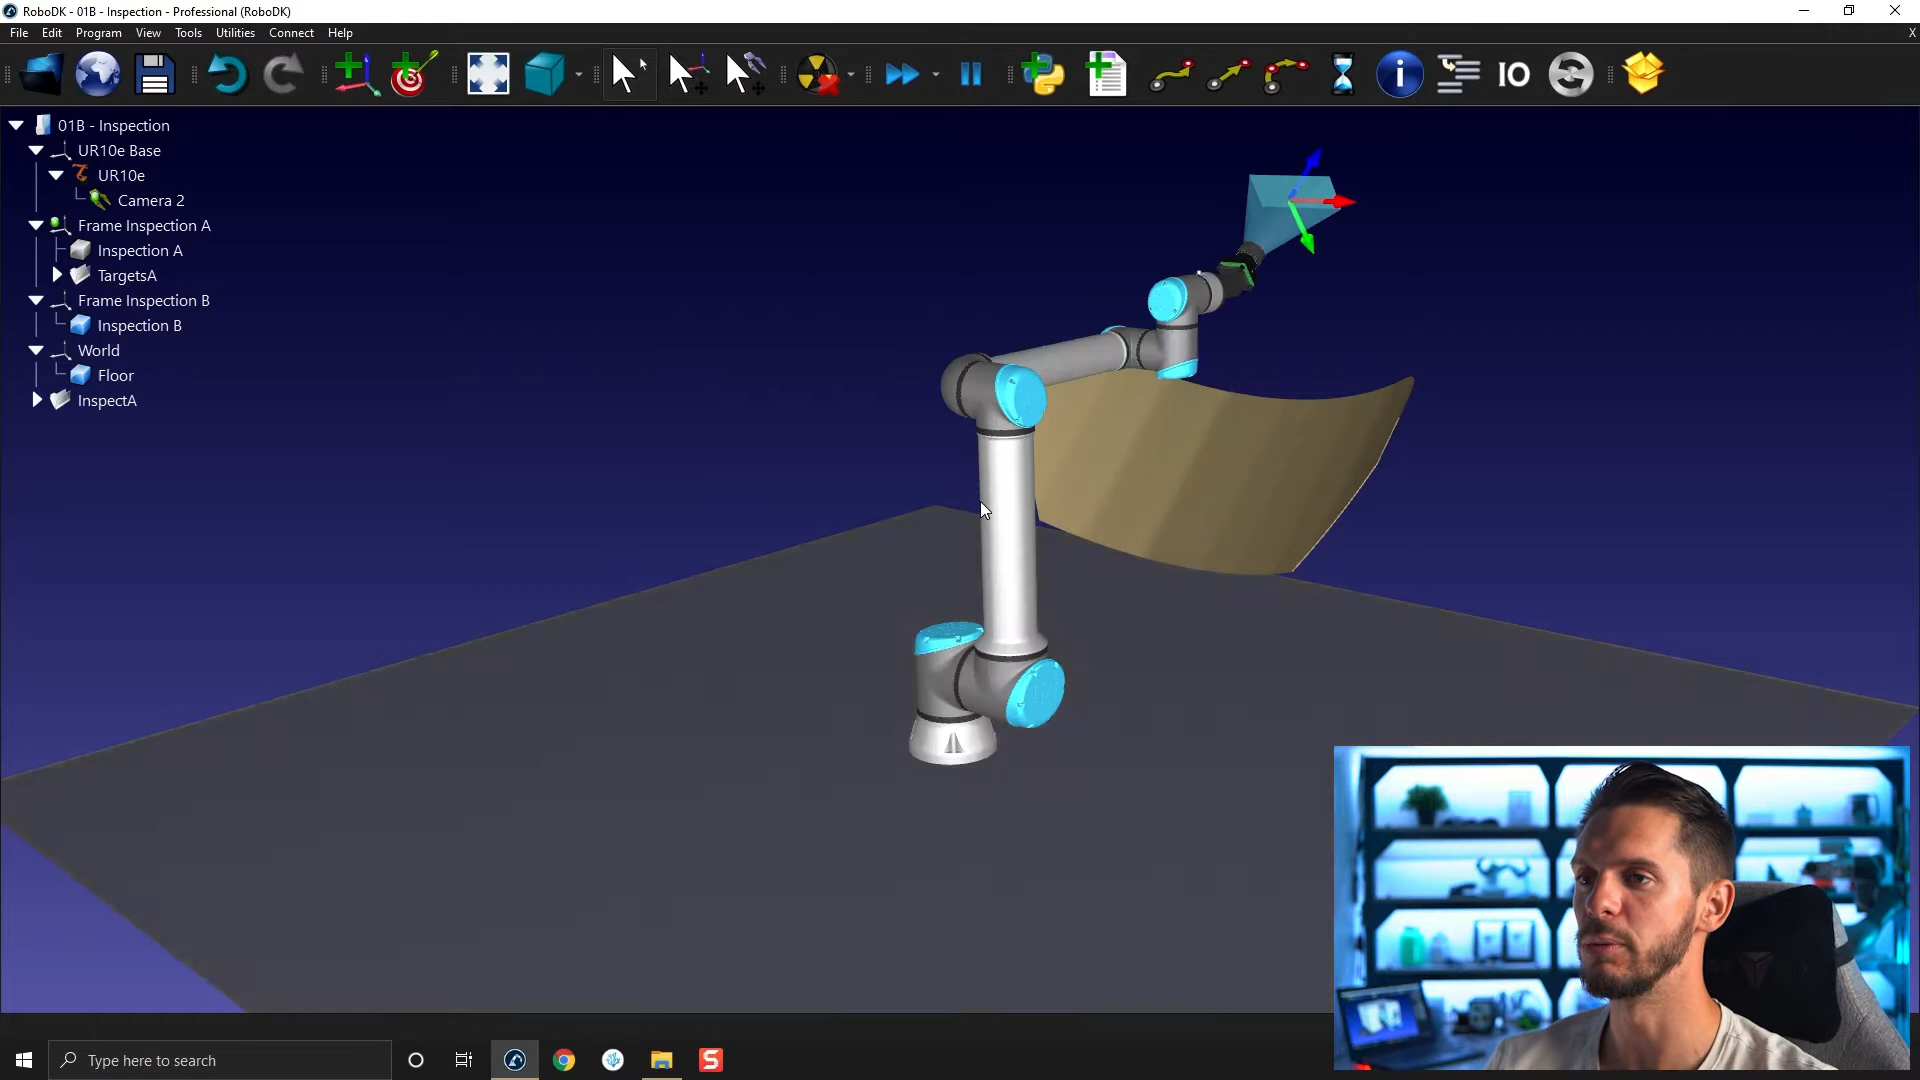 RoboDK - 01B - Inspection - Professional (RoboDK)
File Edit Program View Tools Utilities Connect Help
X
IO
01B - Inspection
UR10e Base
UR10e
Camera 2
Frame Inspection A
Inspection A
TargetsA
Frame Inspection B
Inspection B
World
Floor
InspectA
Type here to search
S